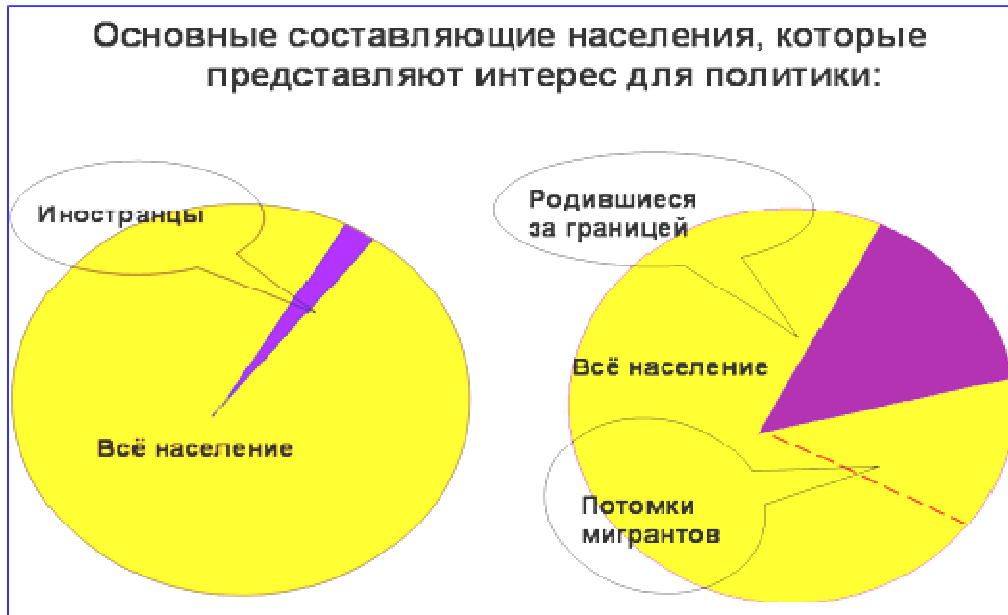 Основные составляющие населения, которые
представляют интерес для политики:
Иностранцы
Всё население
Родившиеся
за границей
Всё население
Потомки
мигрантов